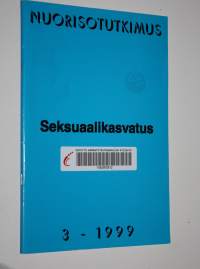 NUORISOTUTKIMUS
Seksuaalikasvatus
3 - 1999